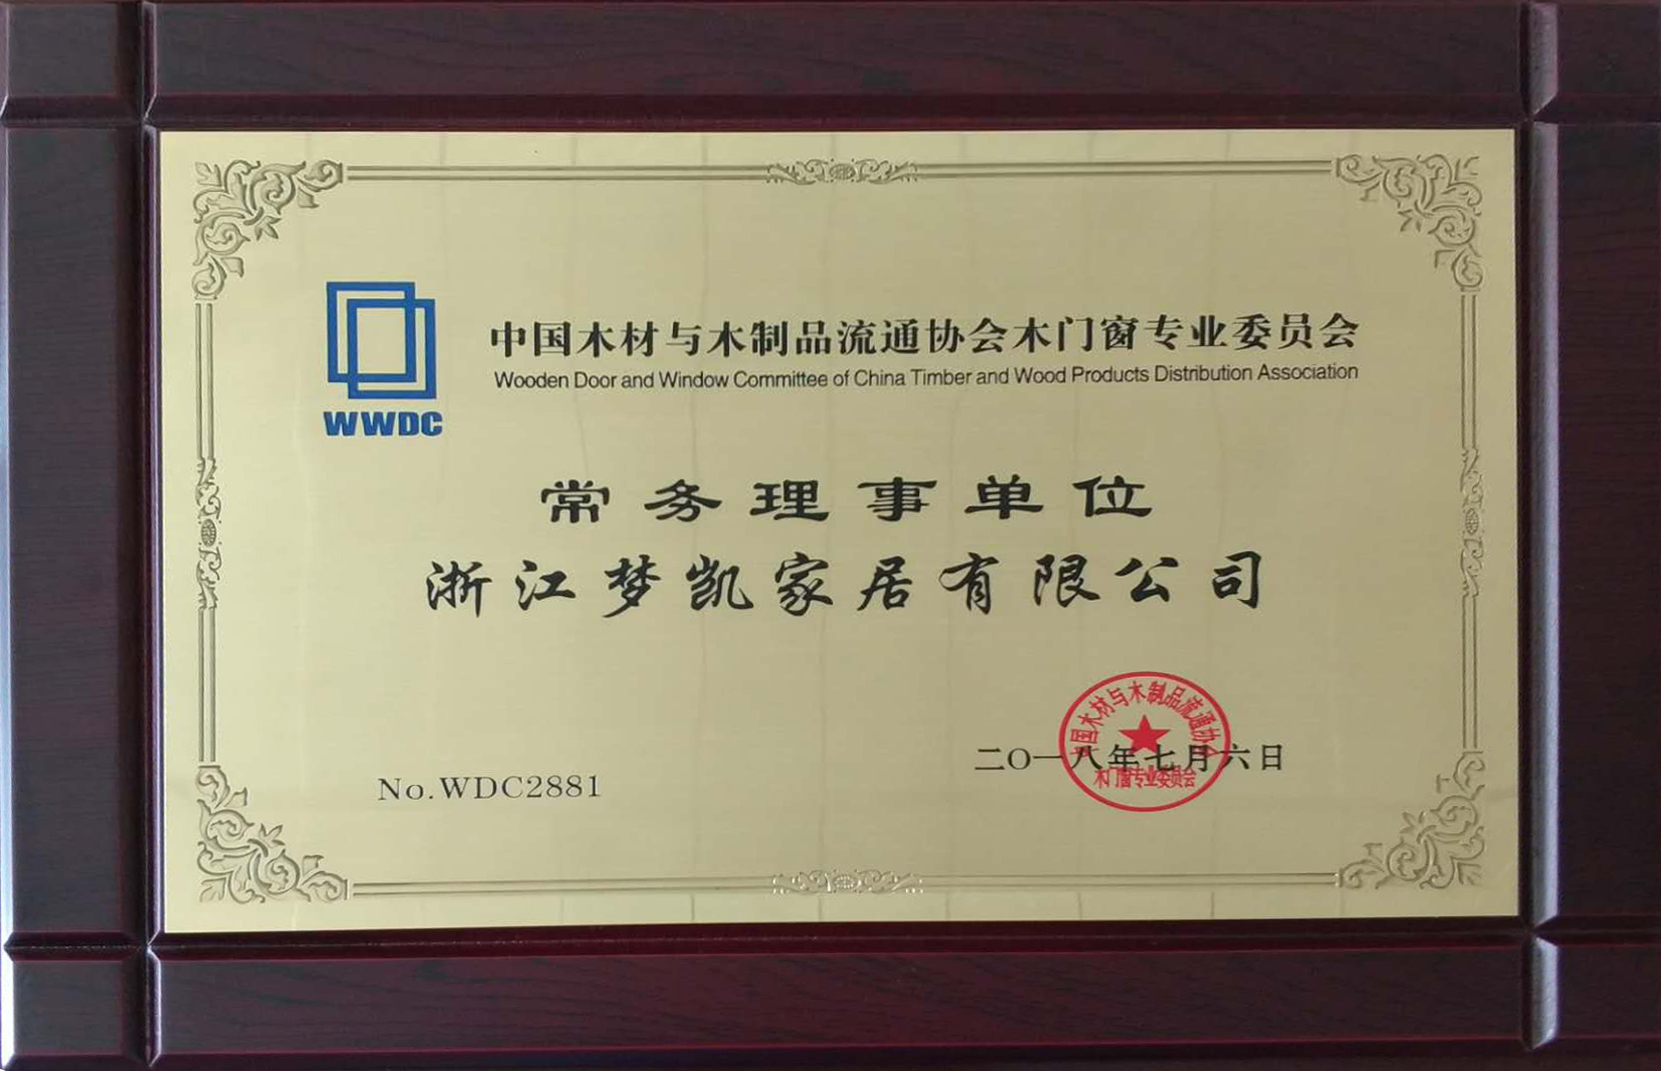 中国木材与木制品流通协会木门窗专业委员会
Wooden Door and Window Committee of China Timber and Wood Products Distribution Association
WWDC
常务理事单位
浙江梦凯家居有限公司
中国木材与木制品流通协会
二〇一八年七月六日
木门窗专业委员会
No.WDC2881